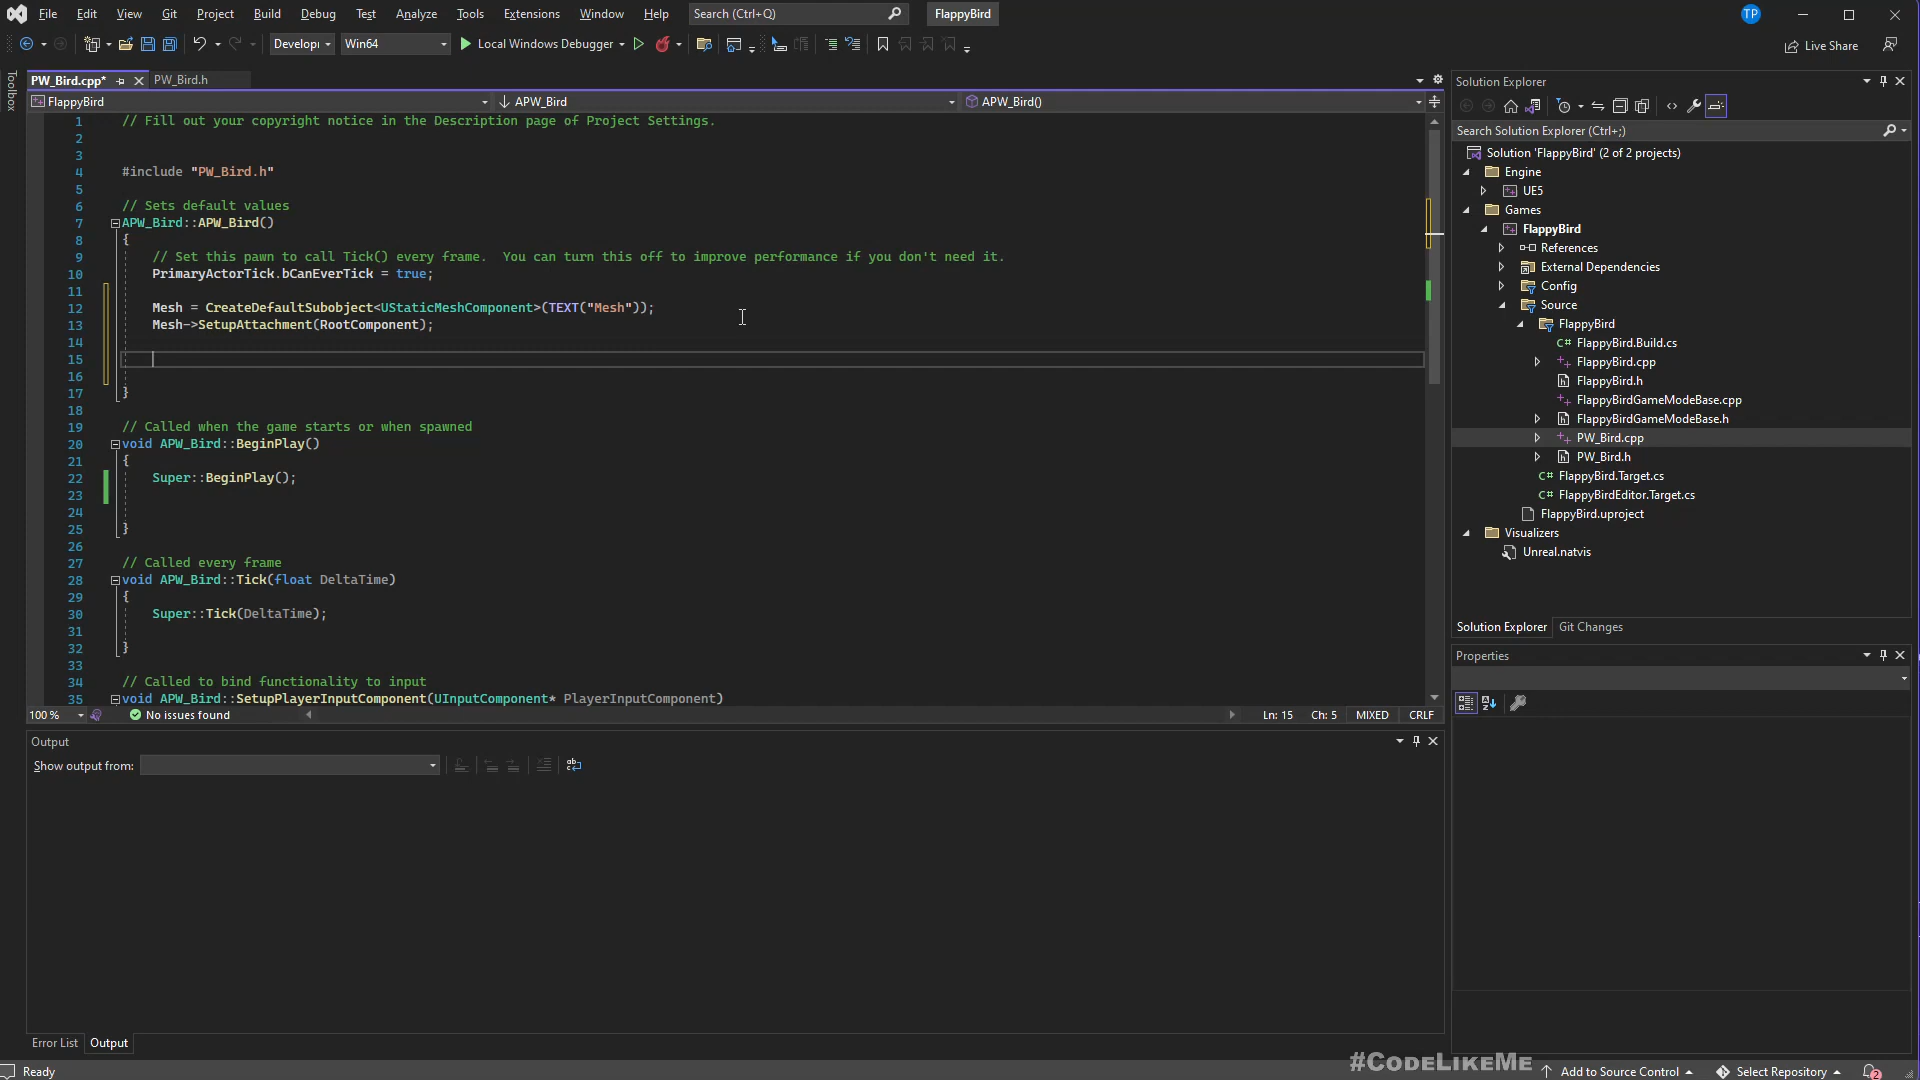 File Edit View Git Project Build Debug Test Analyze Tools Extensions Window Help Search (Ctrl+Q) FlappyBird TP
Developr Win64 Local Windows Debugger Live Share
Toolbox
PW_Bird.cpp* PW_Bird.h
FlappyBird APW_Bird APW_Bird()
1 // Fill out your copyright notice in the Description page of Project Settings.
2
3
4 #include "PW_Bird.h"
5
6 // Sets default values
7 APW_Bird::APW_Bird()
8 {
9 // Set this pawn to call Tick() every frame.  You can turn this off to improve performance if you don't need it.
10 PrimaryActorTick.bCanEverTick = true;
11
12 Mesh = CreateDefaultSubobject<UStaticMeshComponent>(TEXT("Mesh"));
13 Mesh->SetupAttachment(RootComponent);
14
15
16
17 }
18
19 // Called when the game starts or when spawned
20 void APW_Bird::BeginPlay()
21 {
22 Super::BeginPlay();
23
24
25 }
26
27 // Called every frame
28 void APW_Bird::Tick(float DeltaTime)
29 {
30 Super::Tick(DeltaTime);
31
32 }
33
34 // Called to bind functionality to input
35 void APW_Bird::SetupPlayerInputComponent(UInputComponent* PlayerInputComponent)
100 % No issues found Ln: 15 Ch: 5 MIXED CRLF
Output
Show output from:
Error List Output
Solution Explorer
Search Solution Explorer (Ctrl+;)
Solution 'FlappyBird' (2 of 2 projects)
Engine
UE5
Games
FlappyBird
References
External Dependencies
Config
Source
FlappyBird
C# FlappyBird.Build.cs
FlappyBird.cpp
FlappyBird.h
FlappyBirdGameModeBase.cpp
FlappyBirdGameModeBase.h
PW_Bird.cpp
PW_Bird.h
C# FlappyBird.Target.cs
C# FlappyBirdEditor.Target.cs
FlappyBird.uproject
Visualizers
Unreal.natvis
Solution Explorer Git Changes
Properties
#CodeLikeMe
Ready Add to Source Control Select Repository 2